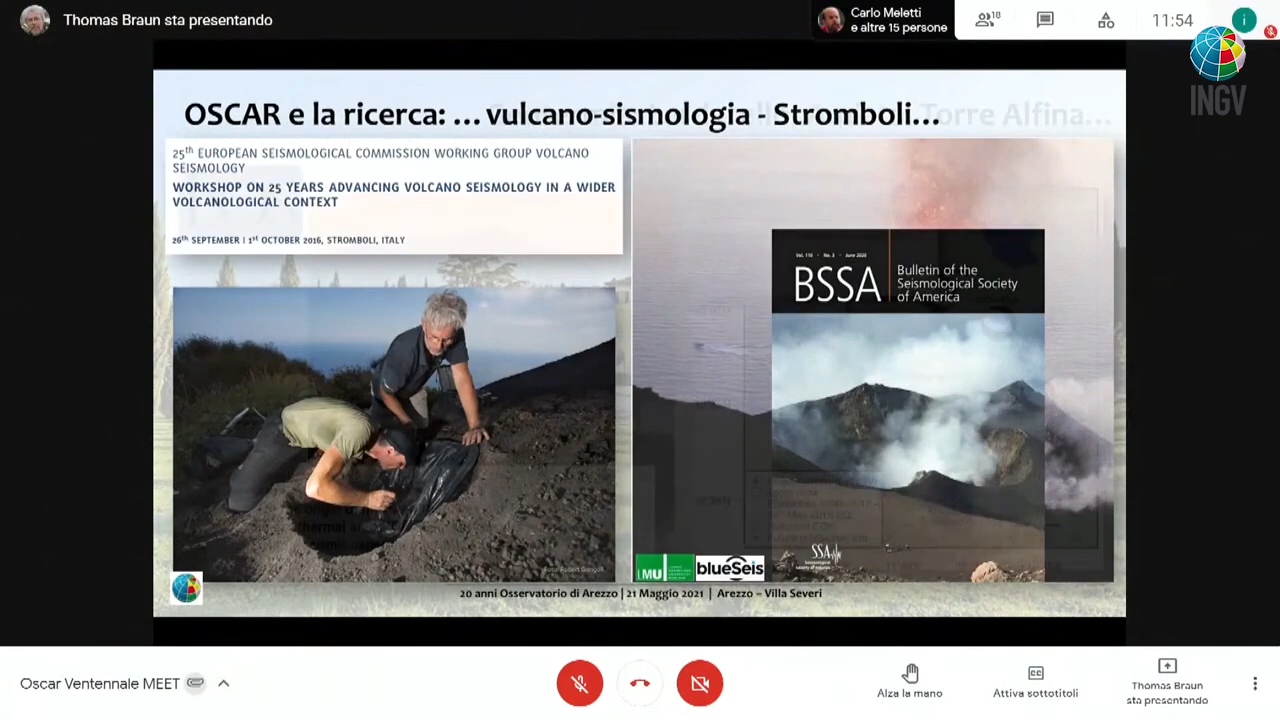 Thomas Braun sta presentando
Carlo Meletti
e altre 15 persone
18
11:54
i
INGV
OSCAR e la ricerca: ... vulcano-sismologia - Stromboli...
Torre Alfina...
25th EUROPEAN SEISMOLOGICAL COMMISSION WORKING GROUP VOLCANO
SEISMOLOGY
WORKSHOP ON 25 YEARS ADVANCING VOLCANO SEISMOLOGY IN A WIDER
VOLCANOLOGICAL CONTEXT
26th SEPTEMBER | 1st OCTOBER 2016, STROMBOLI, ITALY
Vol. 110 • No. 3 • June 2020
BSSA
Bulletin of the
Seismological Society
of America
SSA
LMU
blueSeis
20 anni Osservatorio di Arezzo | 21 Maggio 2021 | Arezzo – Villa Severi
Oscar Ventennale MEET
Alza la mano
Attiva sottotitoli
Thomas Braun
sta presentando